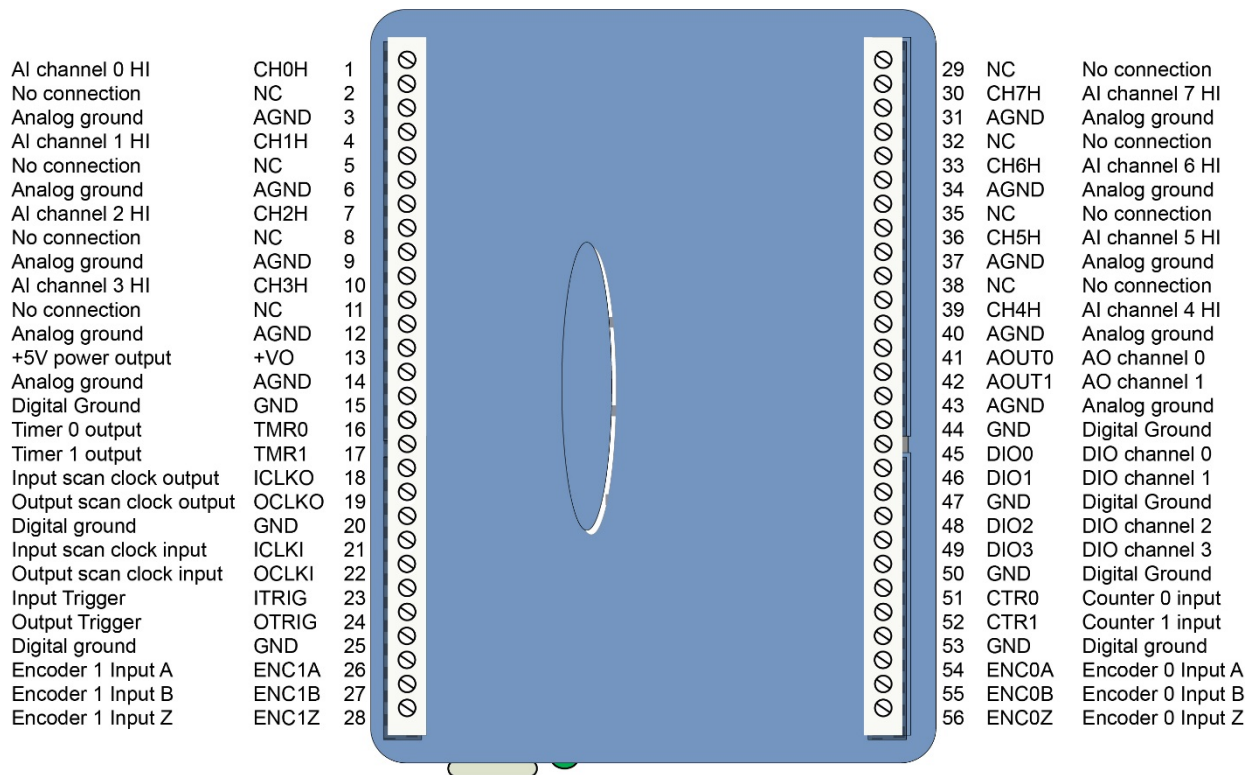 AI channel 0 HI CH0H 1
No connection NC 2
Analog ground AGND 3
AI channel 1 HI CH1H 4
No connection NC 5
Analog ground AGND 6
AI channel 2 HI CH2H 7
No connection NC 8
Analog ground AGND 9
AI channel 3 HI CH3H 10
No connection NC 11
Analog ground AGND 12
+5V power output +VO 13
Analog ground AGND 14
Digital Ground GND 15
Timer 0 output TMR0 16
Timer 1 output TMR1 17
Input scan clock output ICLKO 18
Output scan clock output OCLKO 19
Digital ground GND 20
Input scan clock input ICLKI 21
Output scan clock input OCLKI 22
Input Trigger ITRIG 23
Output Trigger OTRIG 24
Digital ground GND 25
Encoder 1 Input A ENC1A 26
Encoder 1 Input B ENC1B 27
Encoder 1 Input Z ENC1Z 28
29 NC No connection
30 CH7H AI channel 7 HI
31 AGND Analog ground
32 NC No connection
33 CH6H AI channel 6 HI
34 AGND Analog ground
35 NC No connection
36 CH5H AI channel 5 HI
37 AGND Analog ground
38 NC No connection
39 CH4H AI channel 4 HI
40 AGND Analog ground
41 AOUT0 AO channel 0
42 AOUT1 AO channel 1
43 AGND Analog ground
44 GND Digital Ground
45 DIO0 DIO channel 0
46 DIO1 DIO channel 1
47 GND Digital Ground
48 DIO2 DIO channel 2
49 DIO3 DIO channel 3
50 GND Digital Ground
51 CTR0 Counter 0 input
52 CTR1 Counter 1 input
53 GND Digital ground
54 ENC0A Encoder 0 Input A
55 ENC0B Encoder 0 Input B
56 ENC0Z Encoder 0 Input Z